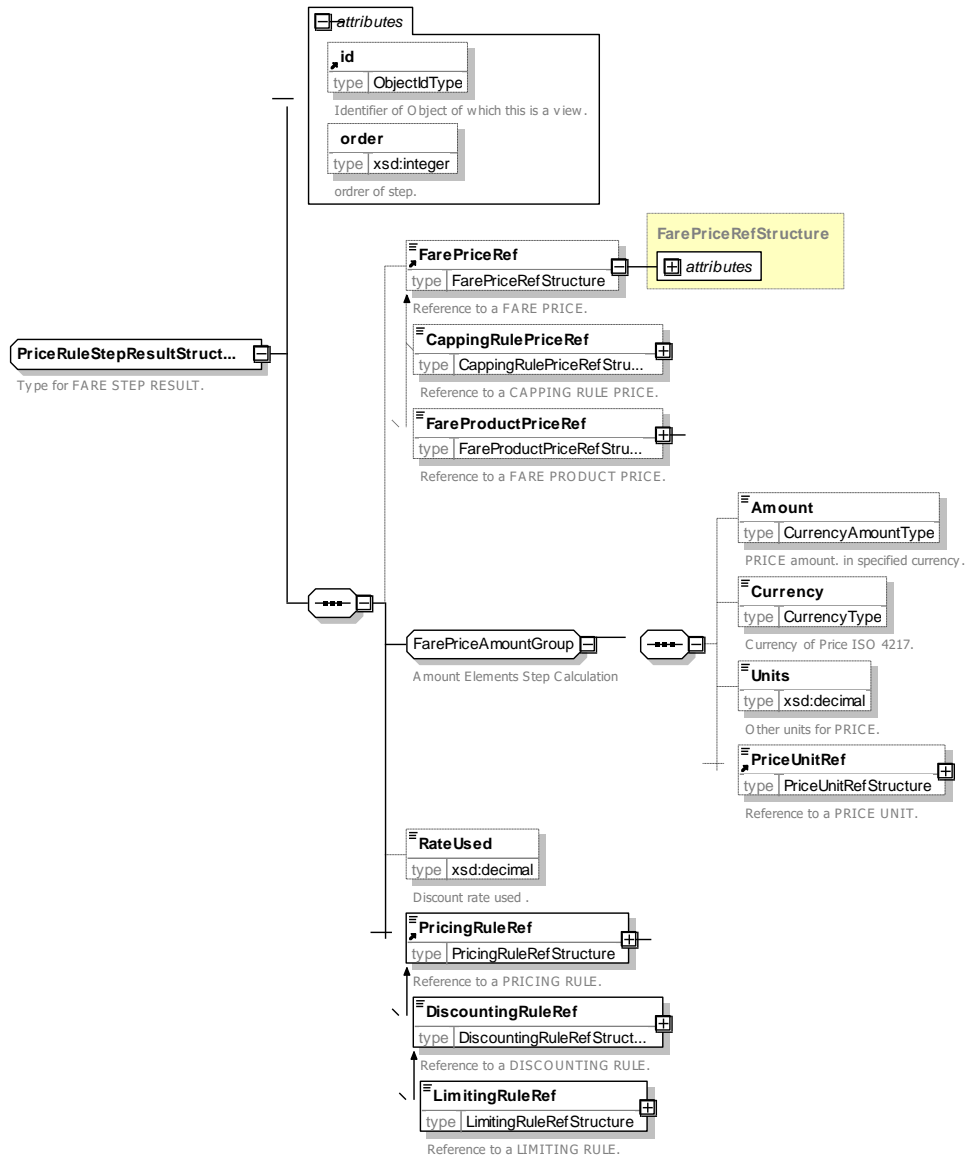 attributes
id
type ObjectIdType
Identifier of Object of which this is a view.
order
type xsd:integer
ordrer of step.
FarePriceRef
type FarePriceRefStructure
Reference to a FARE PRICE.
FarePriceRefStructure
attributes
CappingRulePriceRef
type CappingRulePriceRefStru...
Reference to a CAPPING RULE PRICE.
PriceRuleStepResultStruct...
Type for FARE STEP RESULT.
FareProductPriceRef
type FareProductPriceRefStru...
Reference to a FARE PRODUCT PRICE.
Amount
type CurrencyAmountType
PRICE amount. in specified currency.
Currency
type CurrencyType
Currency of Price ISO 4217.
FarePriceAmountGroup
Amount Elements Step Calculation
Units
type xsd:decimal
Other units for PRICE.
PriceUnitRef
type PriceUnitRefStructure
Reference to a PRICE UNIT.
RateUsed
type xsd:decimal
Discount rate used .
PricingRuleRef
type PricingRuleRefStructure
Reference to a PRICING RULE.
DiscountingRuleRef
type DiscountingRuleRefStruct...
Reference to a DISCOUNTING RULE.
LimitingRuleRef
type LimitingRuleRefStructure
Reference to a LIMITING RULE.